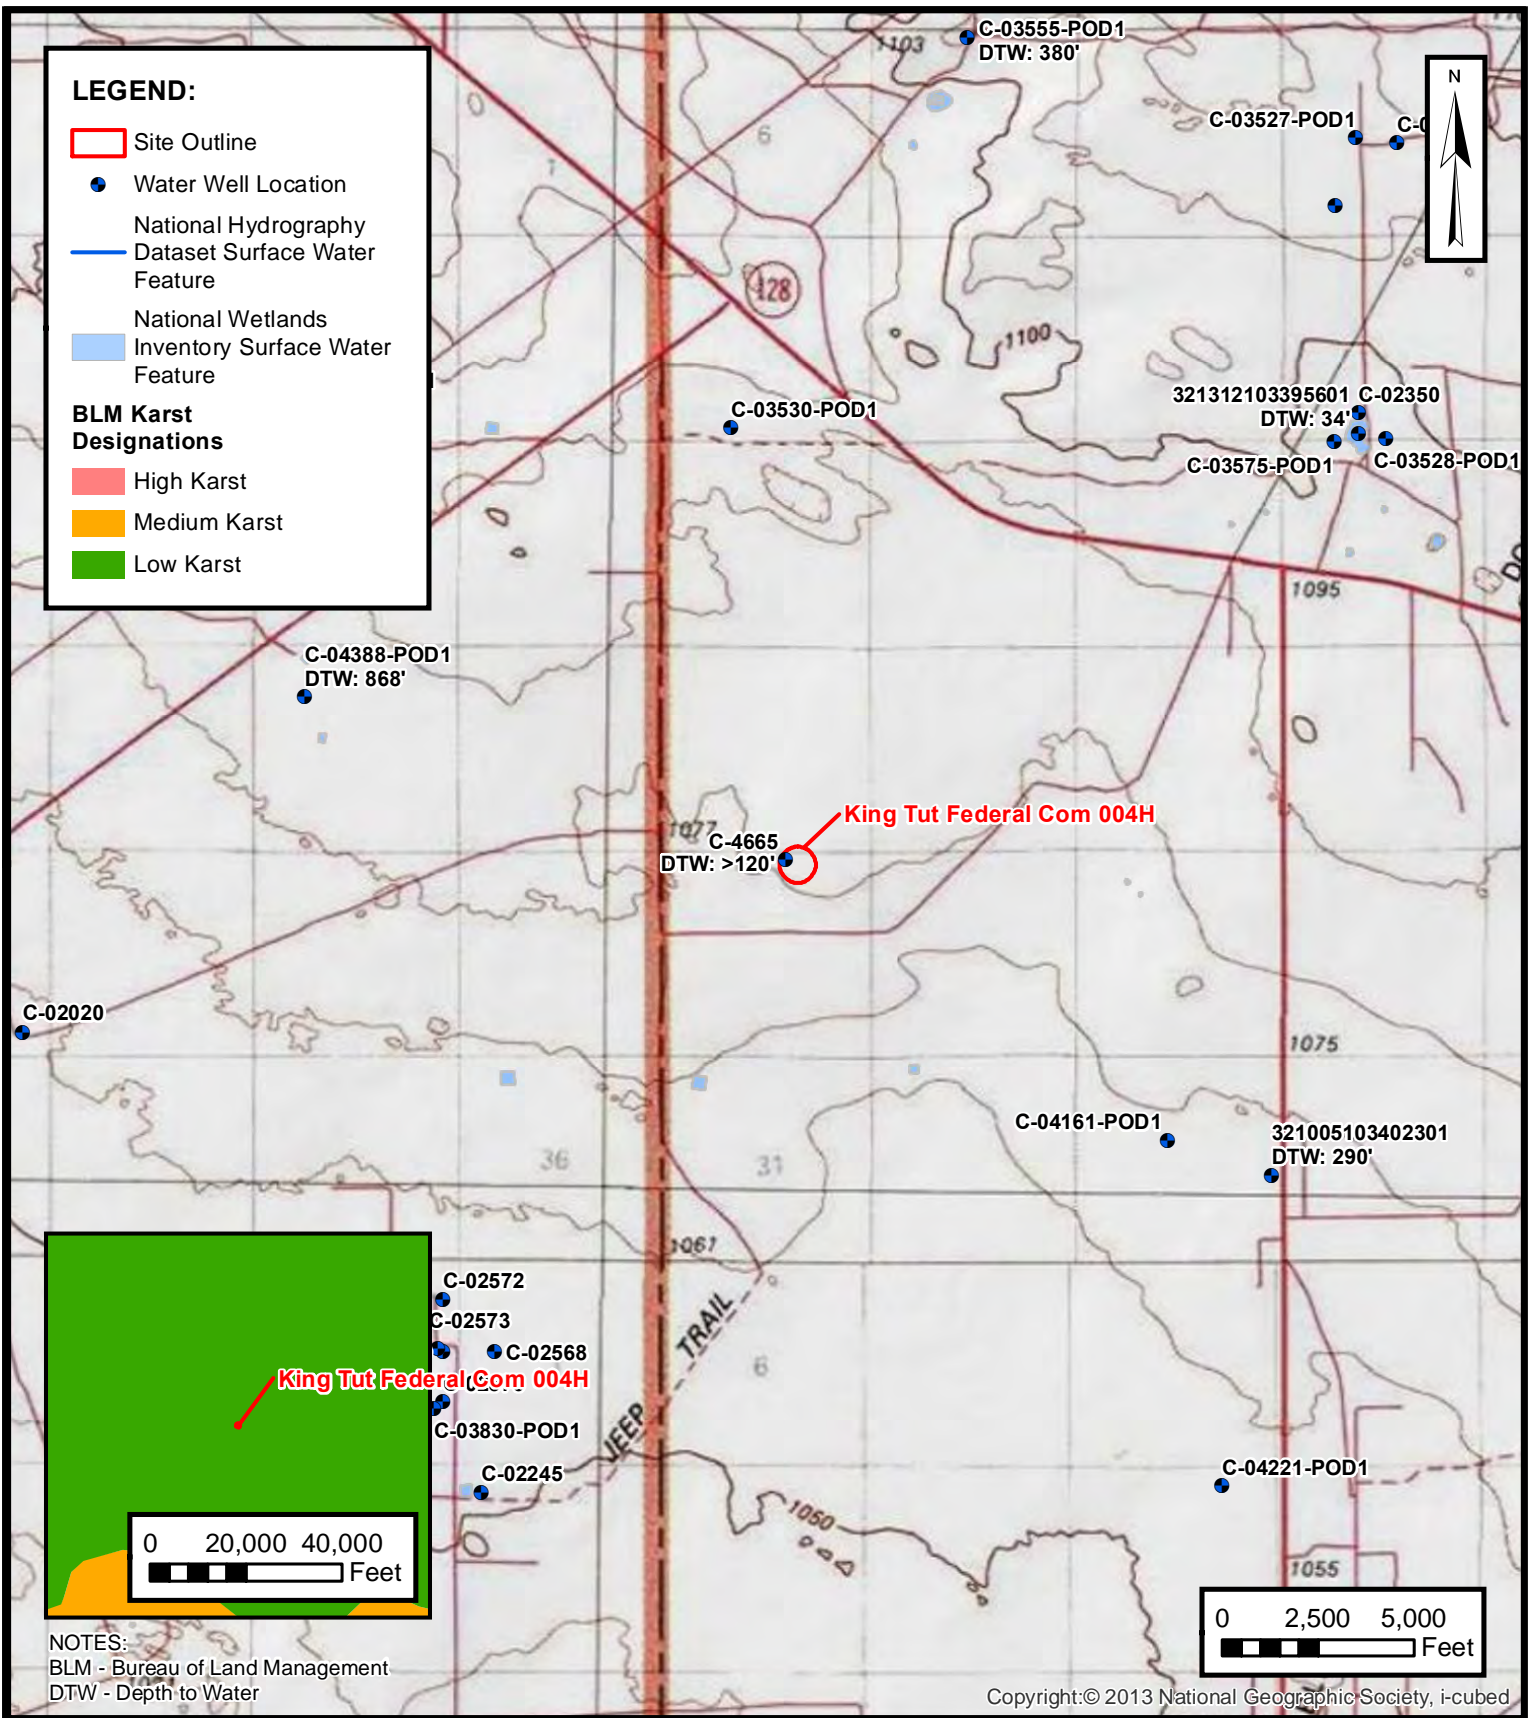 C-03555-POD1
DTW: 380'
1103
LEGEND:
Site Outline
Water Well Location
National Hydrography
Dataset Surface Water
Feature
National Wetlands
Inventory Surface Water
Feature
BLM Karst
Designations
High Karst
Medium Karst
Low Karst
N
C-03527-POD1
6
1
128
1100
C-03530-POD1
321312103395601
DTW: 34'
C-02350
C-03575-POD1
C-03528-POD1
1095
C-04388-POD1
DTW: 868'
1077
C-4665
DTW: >120'
King Tut Federal Com 004H
C-02020
1075
C-04161-POD1
321005103402301
DTW: 290'
36
31
1061
C-02572
C-02573
C-02568
King Tut Federal Com 004H
C-03830-POD1
C-02245
JEEP TRAIL
6
C-04221-POD1
1050
1055
0 20,000 40,000
Feet
0 2,500 5,000
Feet
NOTES:
BLM - Bureau of Land Management
DTW - Depth to Water
Copyright:© 2013 National Geographic Society, i-cubed